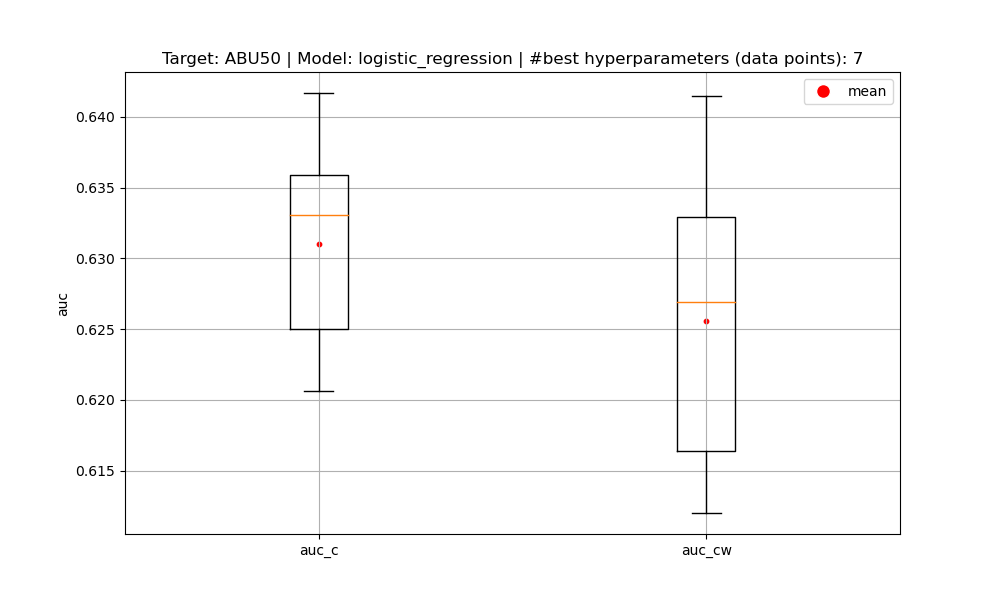 Target: ABU50 | Model: logistic_regression | #best hyperparameters (data points): 7
mean
0.640
0.635
0.630
0.625
0.620
0.615
auc
auc_c
auc_cw